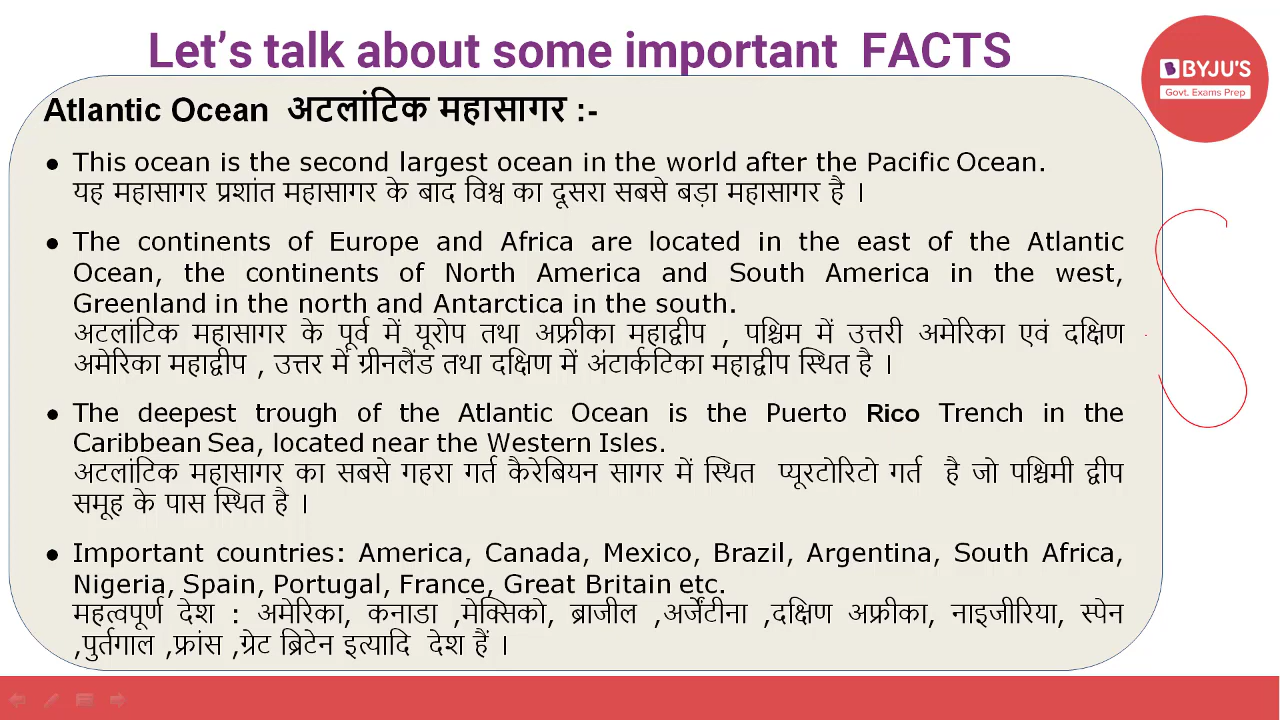 Let's talk about some important FACTS
BYJU'S
Govt. Exams Prep
Atlantic Ocean अटलांटिक महासागर :-
● This ocean is the second largest ocean in the world after the Pacific Ocean.
यह महासागर प्रशांत महासागर के बाद विश्व का दूसरा सबसे बड़ा महासागर है ।
● The continents of Europe and Africa are located in the east of the Atlantic
Ocean, the continents of North America and South America in the west,
Greenland in the north and Antarctica in the south.
अटलांटिक महासागर के पूर्व में यूरोप तथा अफ्रीका महाद्वीप , पश्चिम में उत्तरी अमेरिका एवं दक्षिण
अमेरिका महाद्वीप , उत्तर में ग्रीनलैंड तथा दक्षिण में अंटार्कटिका महाद्वीप स्थित है ।
● The deepest trough of the Atlantic Ocean is the Puerto Rico Trench in the
Caribbean Sea, located near the Western Isles.
अटलांटिक महासागर का सबसे गहरा गर्त कैरेबियन सागर में स्थित प्यूरटोरिटो गर्त है जो पश्चिमी द्वीप
समूह के पास स्थित है ।
● Important countries: America, Canada, Mexico, Brazil, Argentina, South Africa,
Nigeria, Spain, Portugal, France, Great Britain etc.
महत्वपूर्ण देश : अमेरिका, कनाडा ,मेक्सिको, ब्राजील ,अर्जेंटीना ,दक्षिण अफ्रीका, नाइजीरिया, स्पेन
,पुर्तगाल ,फ्रांस ,ग्रेट ब्रिटेन इत्यादि देश हैं ।